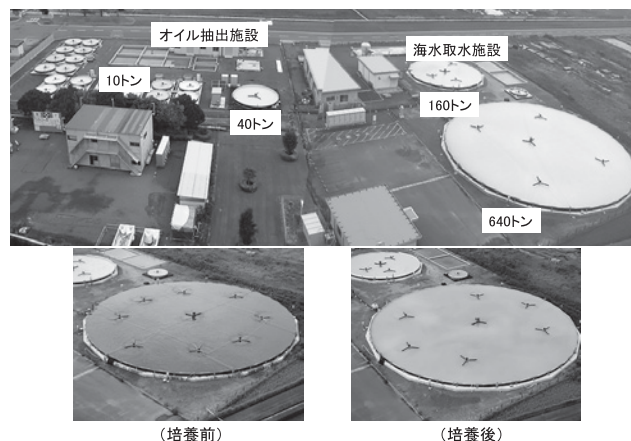 オイル抽出施設
海水取水施設
10トン
160トン
40トン
640トン
（培養前）
（培養後）